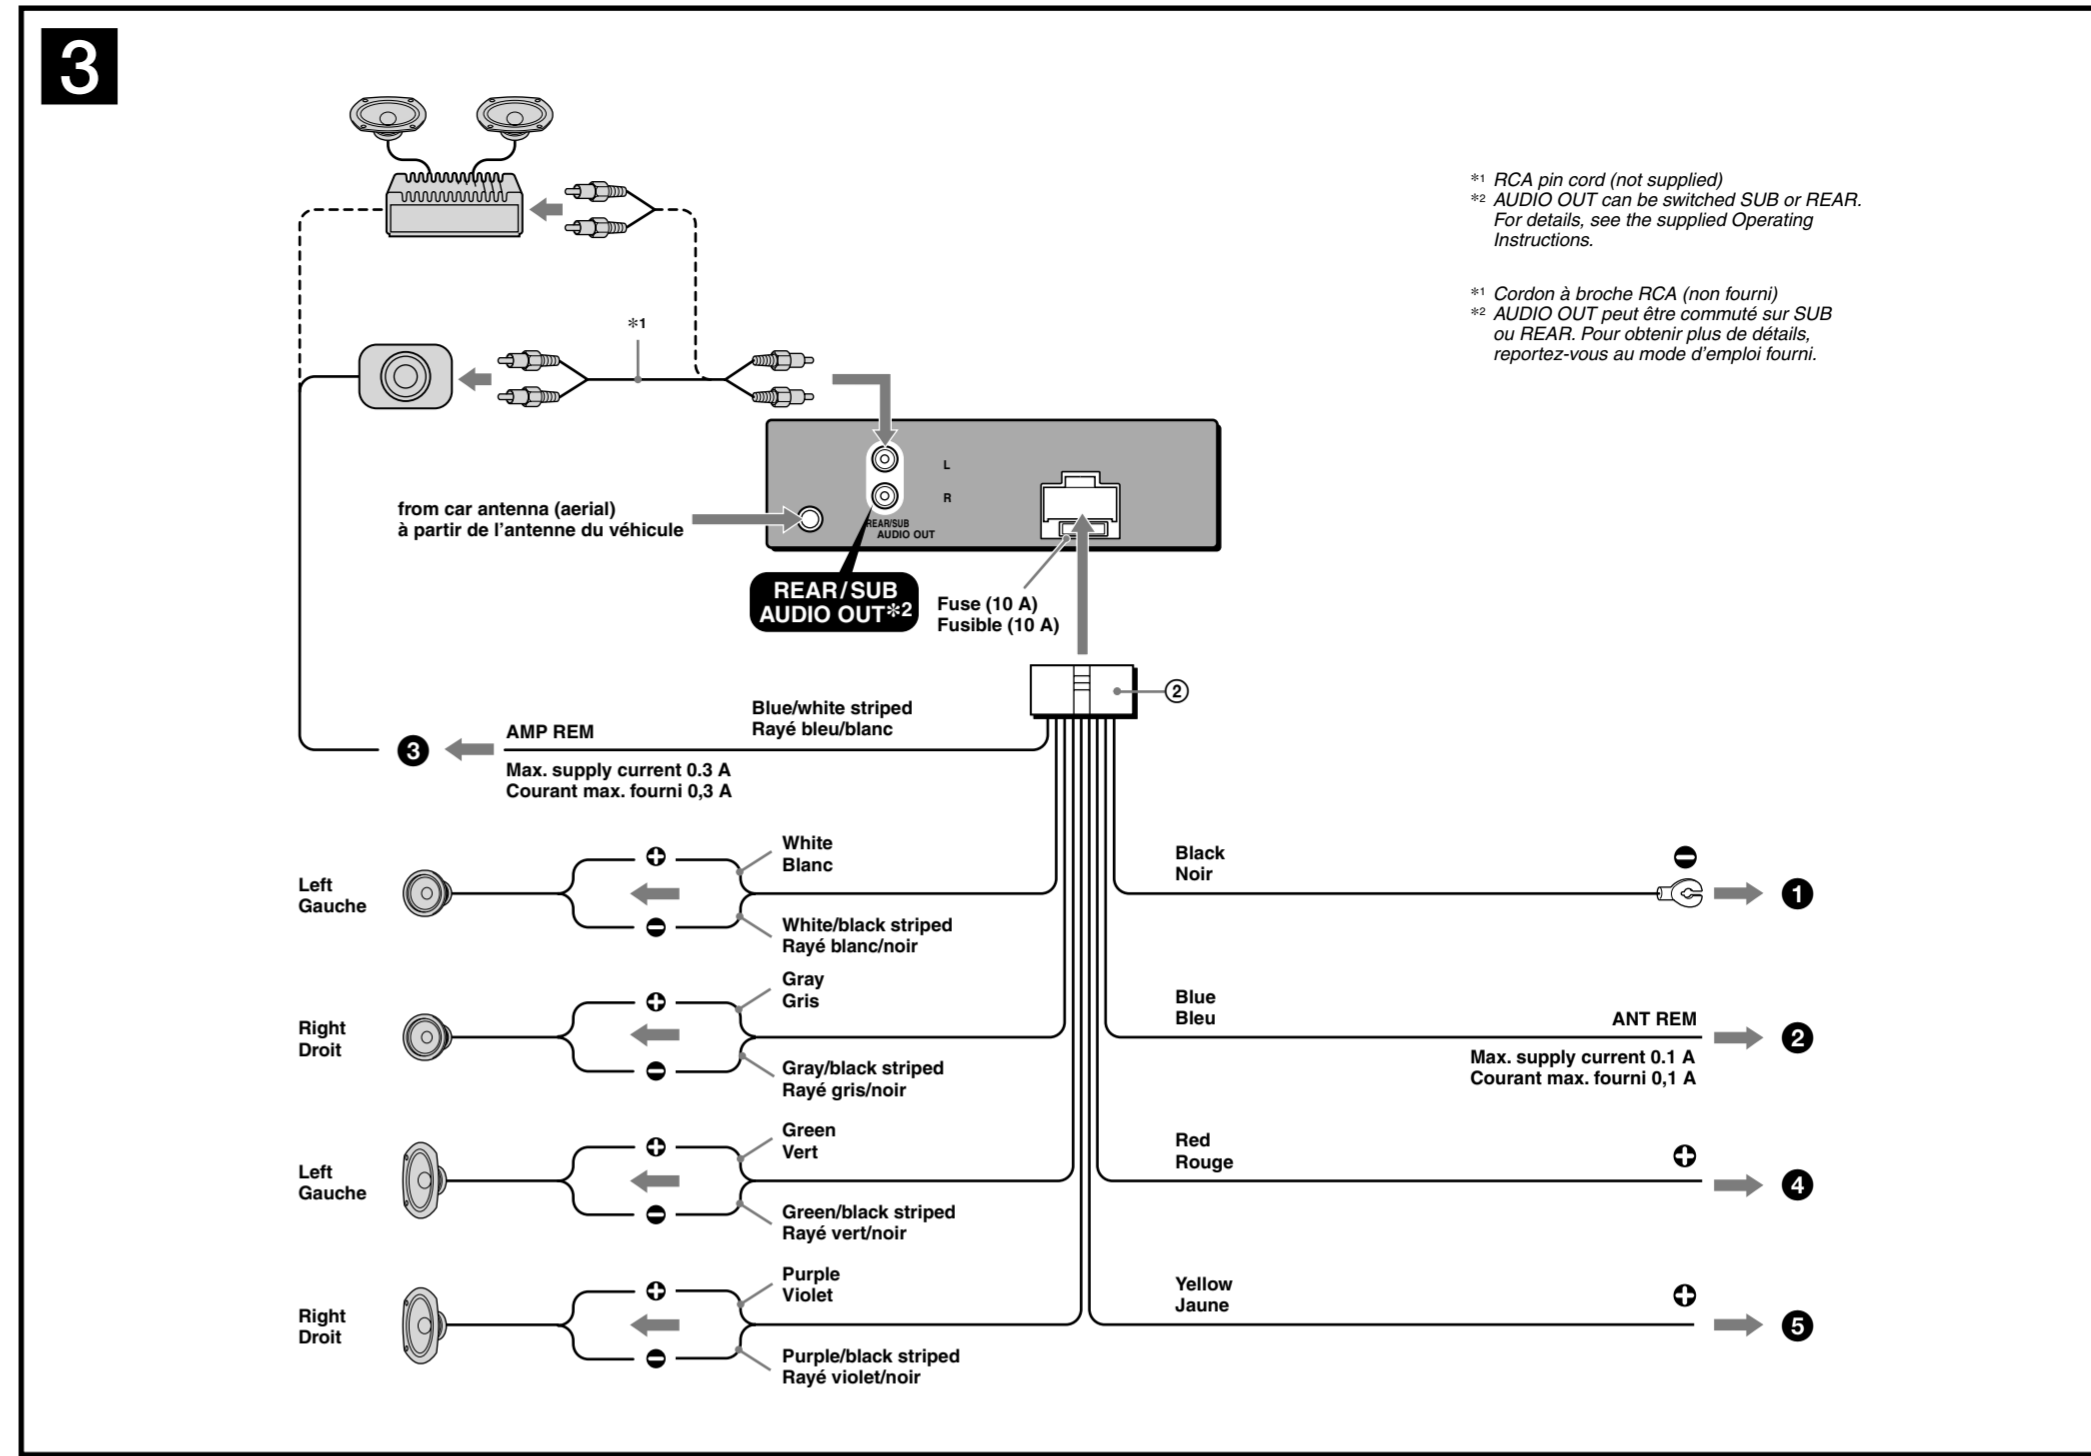 3
*1 RCA pin cord (not supplied)
*2 AUDIO OUT can be switched SUB or REAR.
For details, see the supplied Operating
Instructions.
*1 Cordon à broche RCA (non fourni)
*2 AUDIO OUT peut être commuté sur SUB
ou REAR. Pour obtenir plus de détails,
reportez-vous au mode d'emploi fourni.
*1
L
R
REAR/SUB
AUDIO OUT
from car antenna (aerial)
à partir de l'antenne du véhicule
REAR/SUB
AUDIO OUT*2
Fuse (10 A)
Fusible (10 A)
②
Blue/white striped
Rayé bleu/blanc
AMP REM
❸
Max. supply current 0.3 A
Courant max. fourni 0,3 A
Left
Gauche
White
Blanc
White/black striped
Rayé blanc/noir
Black
Noir
❶
Right
Droit
Gray
Gris
Gray/black striped
Rayé gris/noir
Blue
Bleu
ANT REM
❷
Max. supply current 0.1 A
Courant max. fourni 0,1 A
Left
Gauche
Green
Vert
Green/black striped
Rayé vert/noir
Red
Rouge
❹
Right
Droit
Purple
Violet
Purple/black striped
Rayé violet/noir
Yellow
Jaune
❺